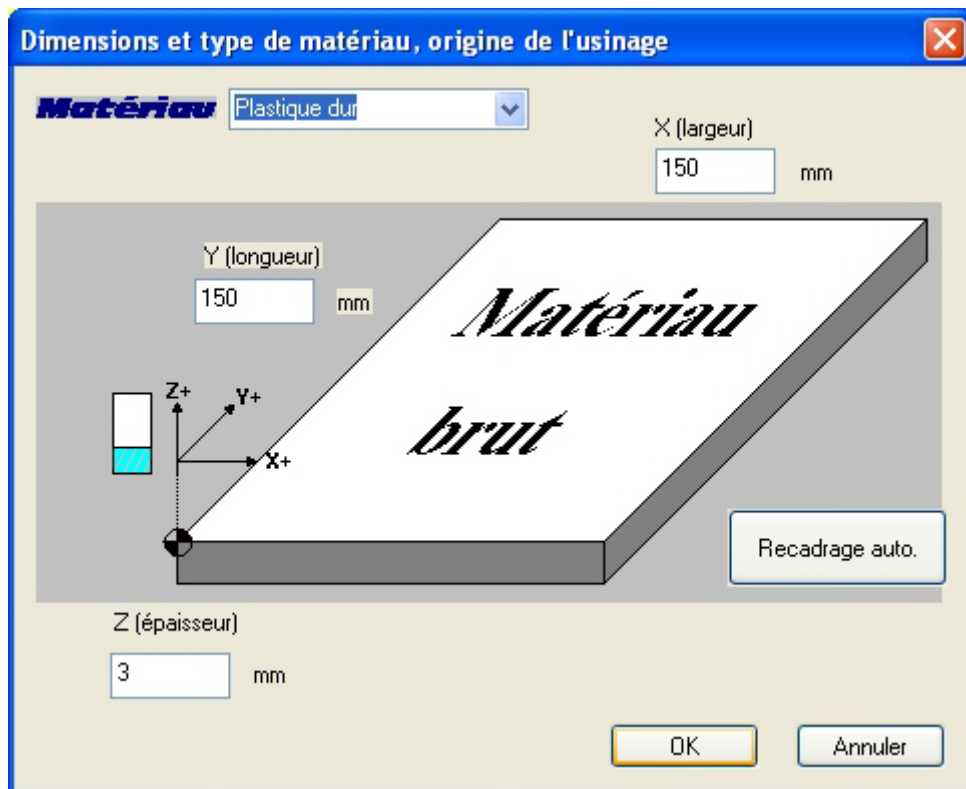 Dimensions et type de matériau, origine de l'usinage
Matériau
Plastique dur
X (largeur)
150 mm
Y (longueur)
150 mm
Matériau
brut
Z+
Y+
X+
Recadrage auto.
Z (épaisseur)
3 mm
OK Annuler